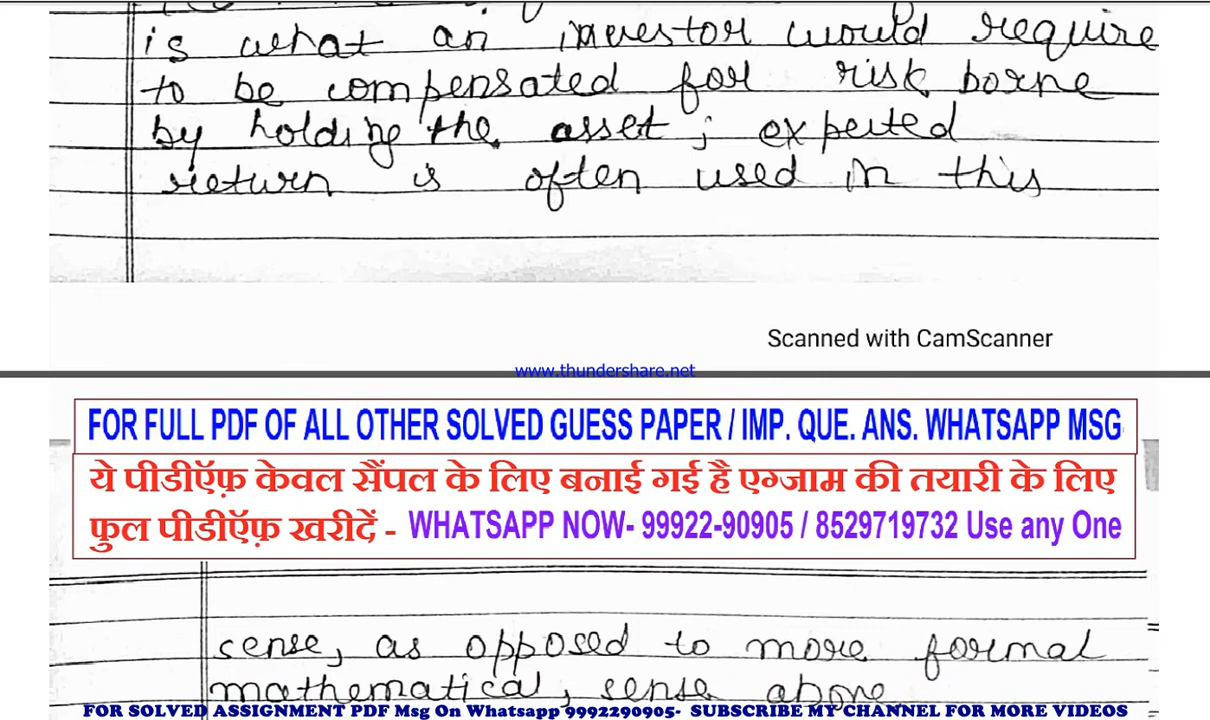 is what an investor would require
to be compensated for risk borne
by holding the asset; expeited
return is often used in this
Scanned with CamScanner
www.thundershare.net
FOR FULL PDF OF ALL OTHER SOLVED GUESS PAPER / IMP. QUE. ANS. WHATSAPP MSG
ये पीडीऍफ़ केवल सैंपल के लिए बनाई गई है एग्जाम की तयारी के लिए
फुल पीडीऍफ़ खरीदें - WHATSAPP NOW- 99922-90905 / 8529719732 Use any One
sense, as opposed to more formal
mathematical, sense above
FOR SOLVED ASSIGNMENT PDF Msg On Whatsapp 9992290905- SUBSCRIBE MY CHANNEL FOR MORE VIDEOS